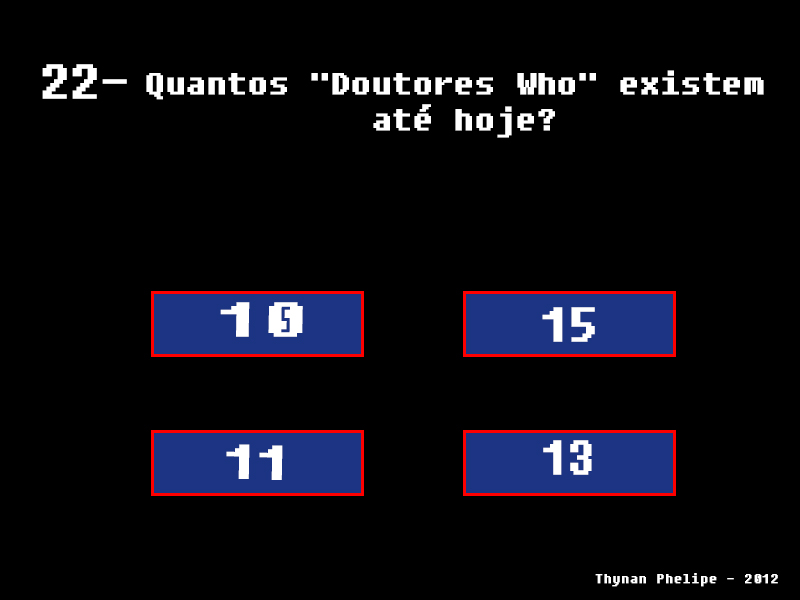 22- Quantos "Doutores Who" existem
até hoje?
10
15
11
13
Thynan Phelipe - 2012